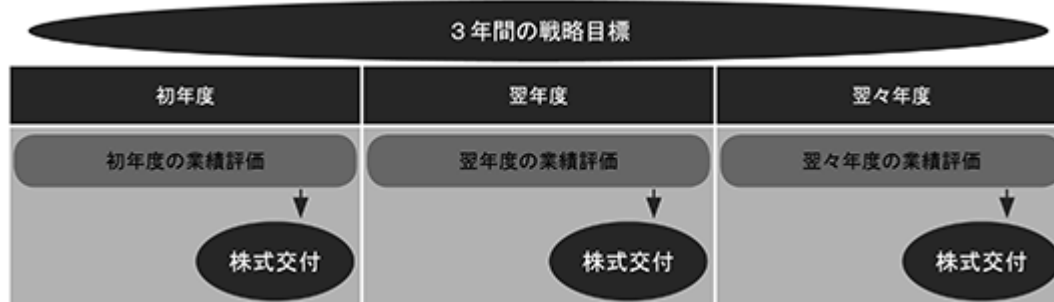 ３年間の戦略目標
初年度 翌年度 翌々年度
初年度の業績評価 翌年度の業績評価 翌々年度の業績評価
株式交付 株式交付 株式交付